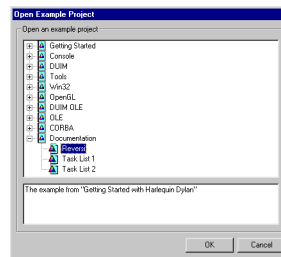 Open Example Project
Open an example project
Getting Started
Console
DUIM
Tools
Win32
OpenGL
DUIM OLE
OLE
CORBA
Documentation
Reversi
Task List 1
Task List 2
The example from "Getting Started with Harlequin Dylan"
OK
Cancel